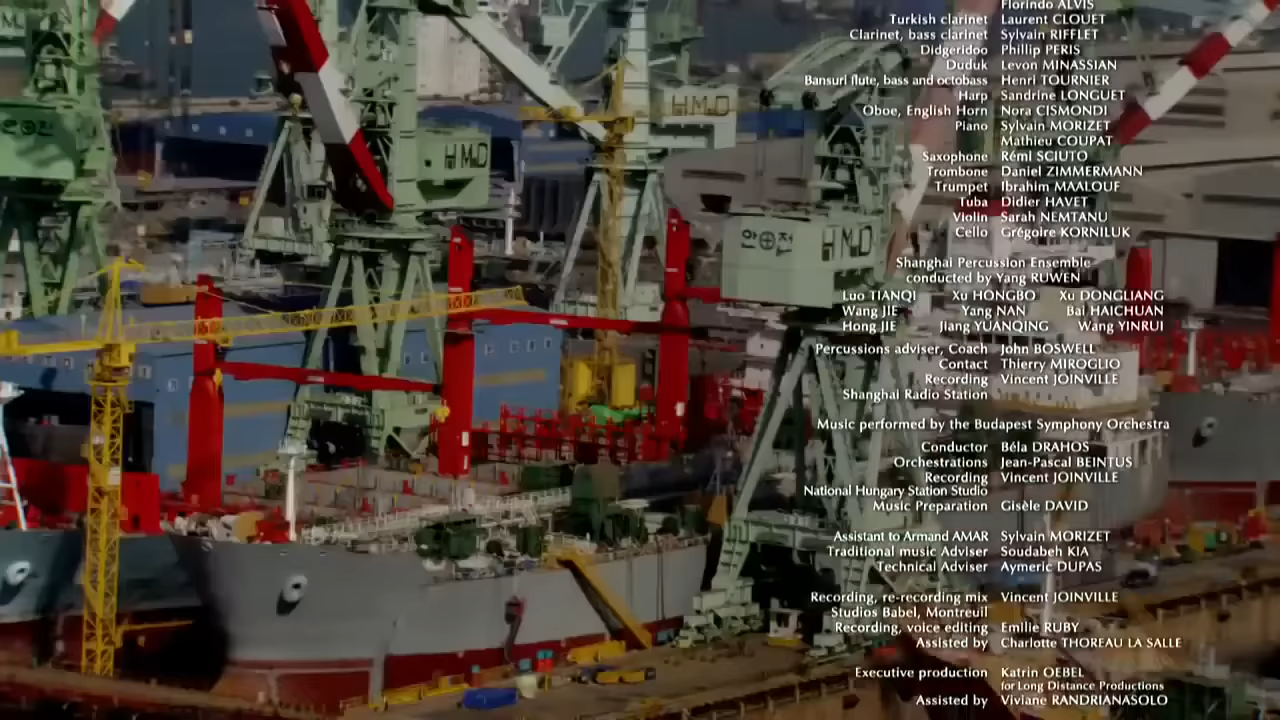 Florindo ALVIS
Turkish clarinet Laurent CLOUET
Clarinet, bass clarinet Sylvain RIFFLET
Didgeridoo Phillip PERIS
Duduk Levon MINASSIAN
Bansuri flute, bass and octobass Henri TOURNIER
Harp Sandrine LONGUET
Oboe, English Horn Nora CISMONDI
Piano Sylvain MORIZET
Mathieu COUPAT
Saxophone Rémi SCIUTO
Trombone Daniel ZIMMERMANN
Trumpet Ibrahim MAALOUF
Tuba Didier HAVET
Violin Sarah NEMTANU
Cello Grégoire KORNILUK
Shanghai Percussion Ensemble
conducted by Yang RUWEN
Luo TIANQI Xu HONGBO Xu DONGLIANG
Wang JIE Yang NAN Bai HAICHUAN
Hong JIE Jiang YUANQING Wang YINRUI
Percussions adviser, Coach John BOSWELL
Contact Thierry MIROGLIO
Recording Vincent JOINVILLE
Shanghai Radio Station
Music performed by the Budapest Symphony Orchestra
Conductor Béla DRAHOS
Orchestrations Jean-Pascal BEINTUS
Recording Vincent JOINVILLE
National Hungary Station Studio
Music Preparation Gisèle DAVID
Assistant to Armand AMAR Sylvain MORIZET
Traditional music Adviser Soudabeh KIA
Technical Adviser Aymeric DUPAS
Recording, re-recording mix Vincent JOINVILLE
Studios Babel, Montreuil
Recording, voice editing Emilie RUBY
Assisted by Charlotte THOREAU LA SALLE
Executive production Katrin OEBEL
for Long Distance Productions
Assisted by Viviane RANDRIANASOLO
HMD
HMD
안전 HMD